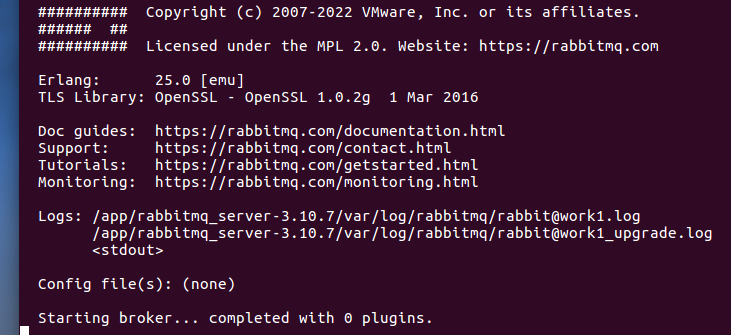 ########## Copyright (c) 2007-2022 VMware, Inc. or its affiliates.
###### ##
########## Licensed under the MPL 2.0. Website: https://rabbitmq.com
Erlang: 25.0 [emu]
TLS Library: OpenSSL - OpenSSL 1.0.2g 1 Mar 2016
Doc guides: https://rabbitmq.com/documentation.html
Support: https://rabbitmq.com/contact.html
Tutorials: https://rabbitmq.com/getstarted.html
Monitoring: https://rabbitmq.com/monitoring.html
Logs: /app/rabbitmq_server-3.10.7/var/log/rabbitmq/rabbit@work1.log
/app/rabbitmq_server-3.10.7/var/log/rabbitmq/rabbit@work1_upgrade.log
<stdout>
Config file(s): (none)
Starting broker... completed with 0 plugins.